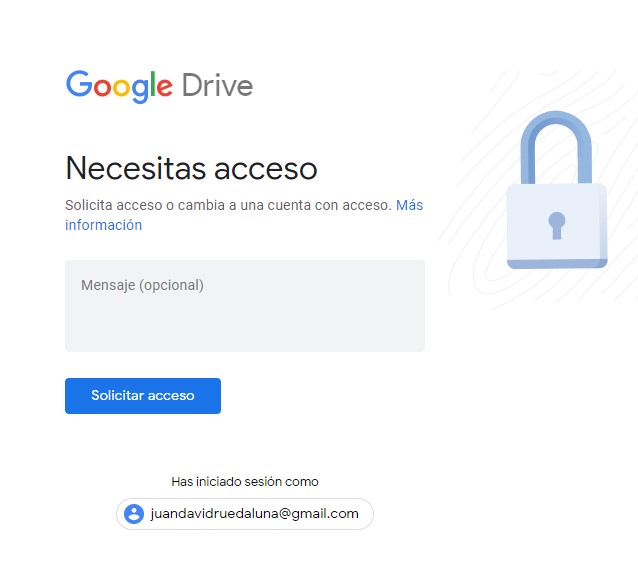 Google Drive
Necesitas acceso
Solicita acceso o cambia a una cuenta con acceso. Más
información
Mensaje (opcional)
Solicitar acceso
Has iniciado sesión como
juandavidruedaluna@gmail.com